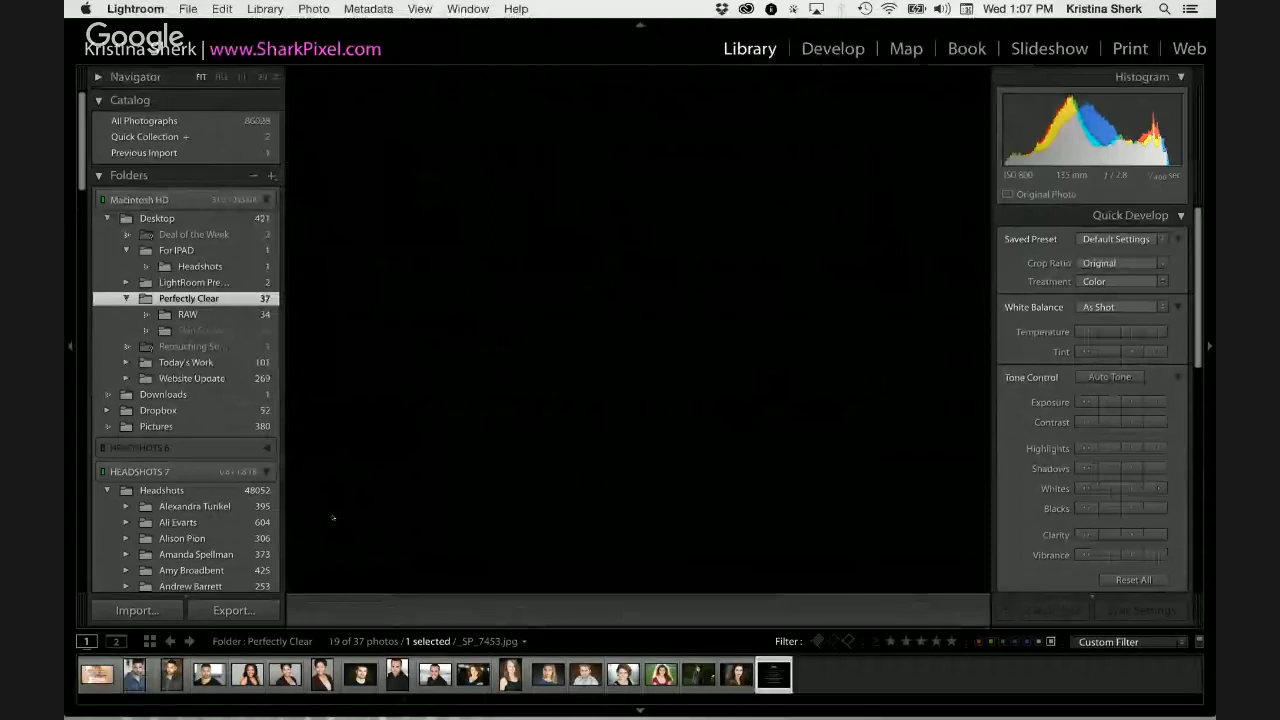 Lightroom File Edit Library Photo Metadata View Window Help Wed 1:07 PM Kristina Sherk
Google
Kristina Sherk | www.SharkPixel.com Library Develop Map Book Slideshow Print Web
Navigator FIT Histogram
Catalog
All Photographs 86028
Quick Collection + 2
Previous Import 1
ISO 800 135 mm f / 2.8 1/400 sec
Folders
Original Photo
Macintosh HD
Quick Develop
Desktop 421
Deal of the Week 2
Saved Preset Default Settings
For IPAD 1
Crop Ratio: Original
Headshots 1
Treatment: Color
LightRoom Pre... 2
Perfectly Clear 37
White Balance As Shot
RAW 34
Temperature
Tint
Today's Work 101
Website Update 269
Tone Control Auto Tone
Downloads 1
Exposure
Dropbox 52
Contrast
Pictures 380
HEADSHOTS 6
Highlights
HEADSHOTS 7
Shadows
Headshots 48052
Whites
Alexandra Tunkel 395
Blacks
Ali Evarts 604
Alison Pion 306
Clarity
Amanda Spellman 373
Vibrance
Amy Broadbent 425
Andrew Barrett 253
Reset All
Import... Export...
1 2 Folder : Perfectly Clear 19 of 37 photos / 1 selected / _SP_7453.jpg Filter : Custom Filter